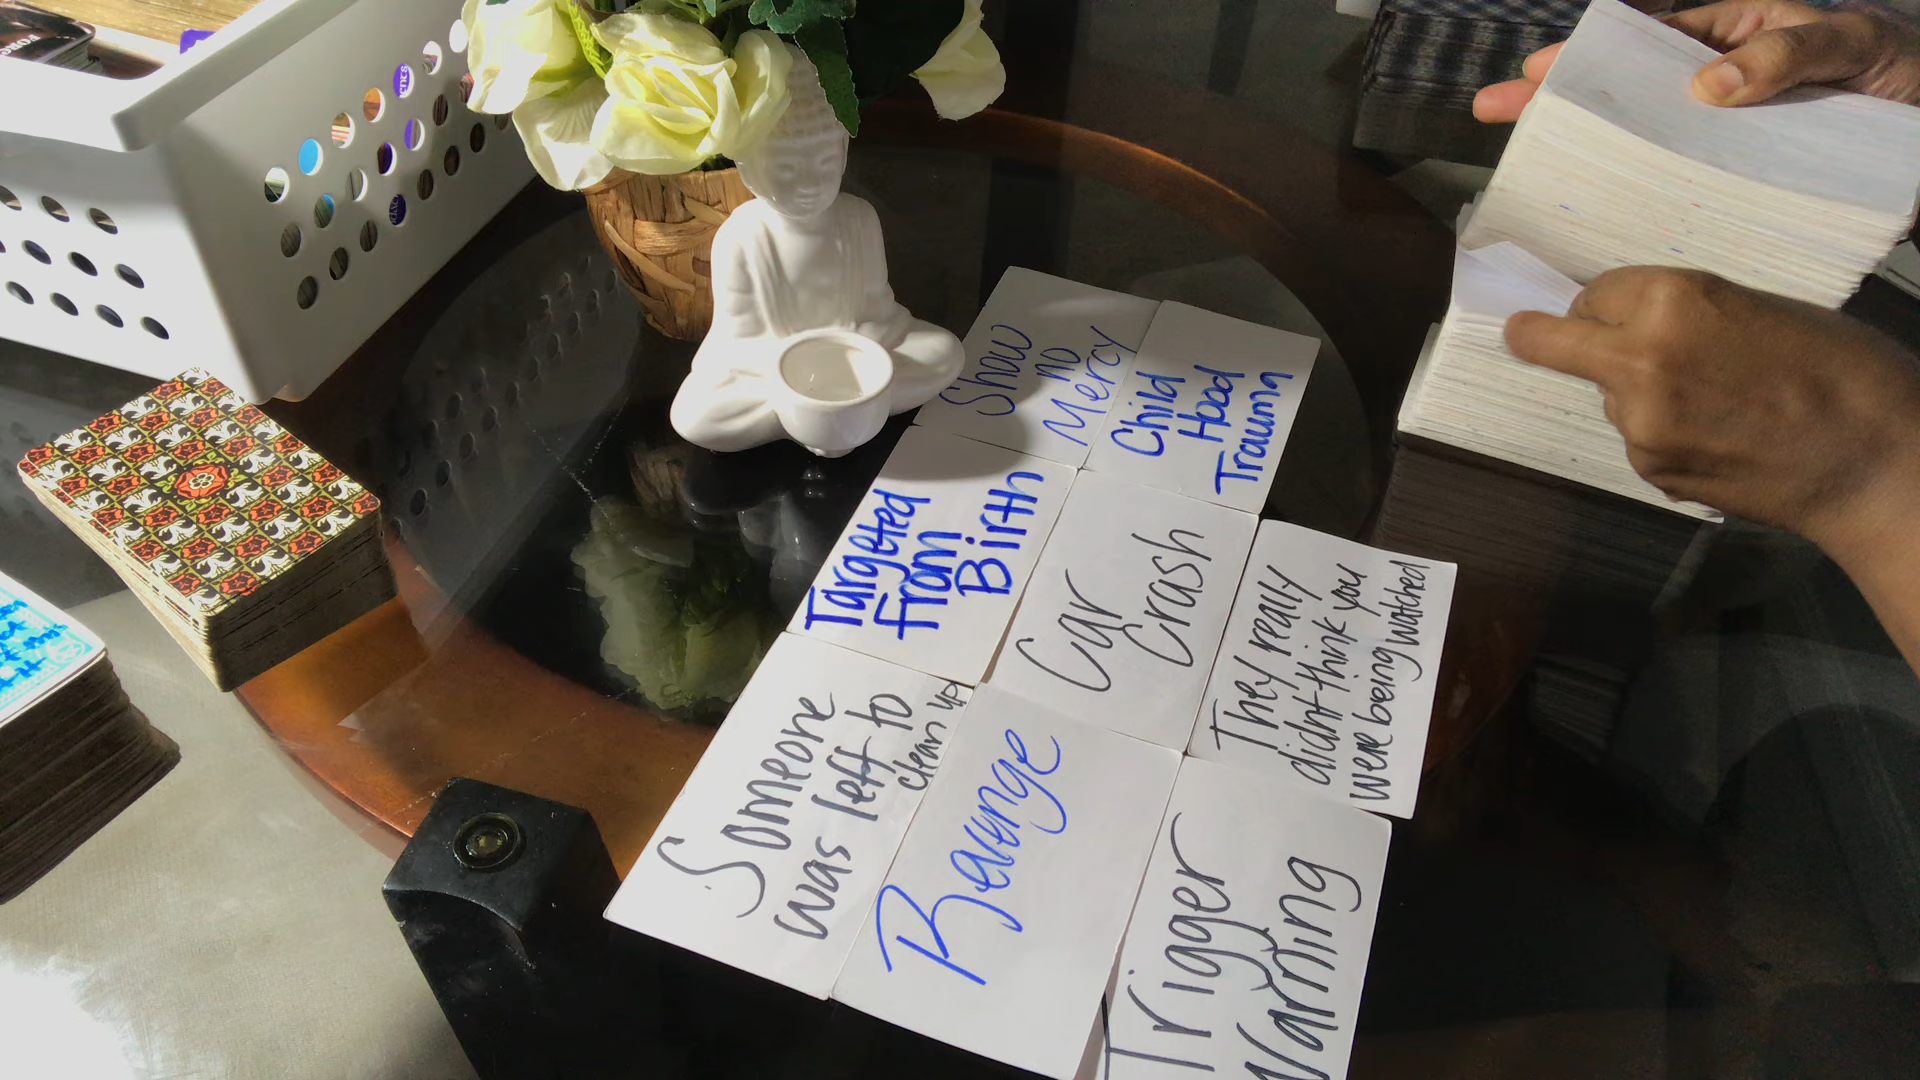 Show
no
Mercy
Child
Hood
Trauma
Targeted
From
Birth
Car
Crash
They really
didnt think you
were being watched
Someone
was left to
clean up
Revenge
Trigger
Warning